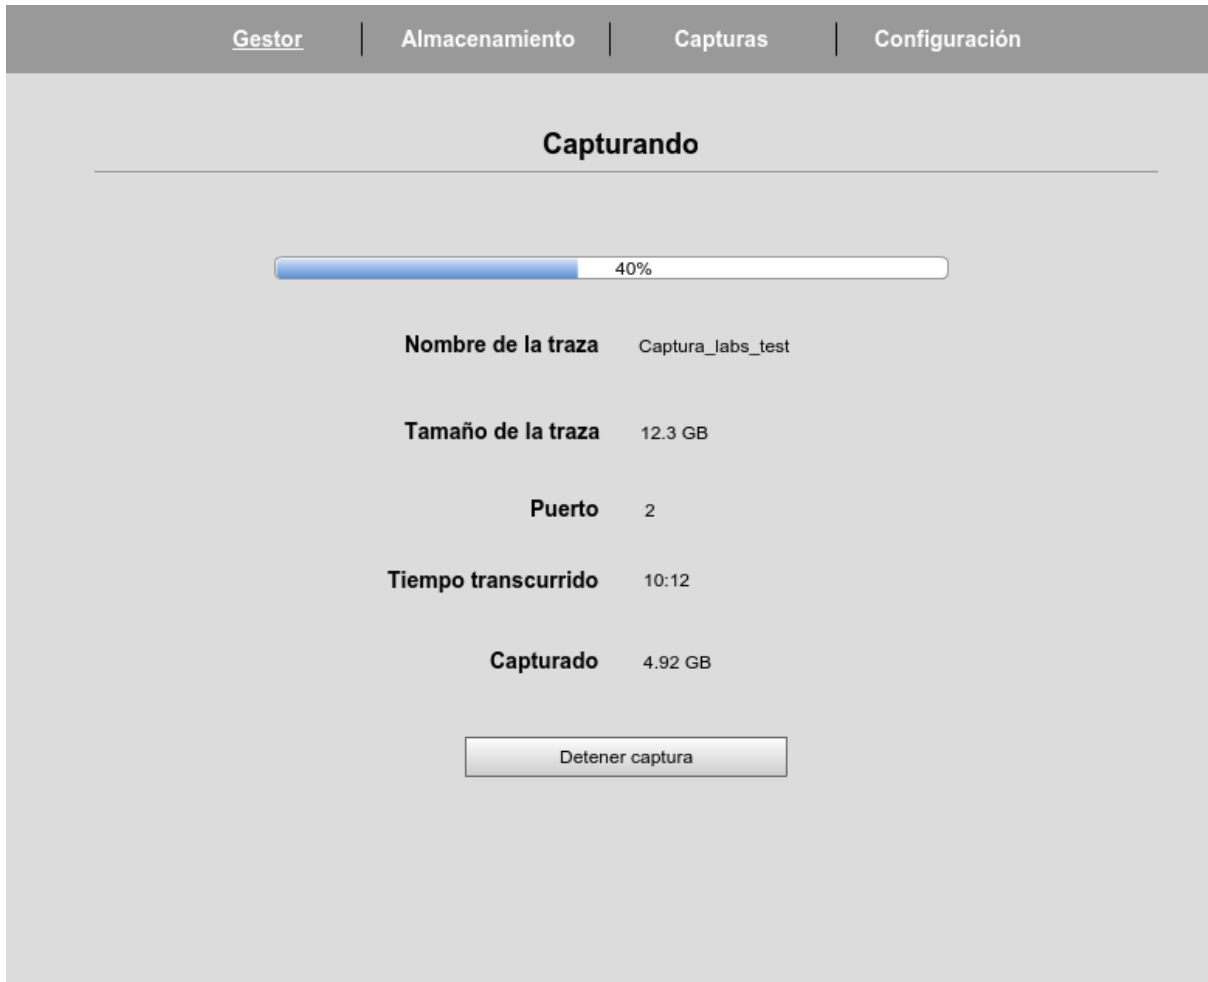 Gestor Almacenamiento Capturas Configuración
Capturando
40%
Nombre de la traza Captura_labs_test
Tamaño de la traza 12.3 GB
Puerto 2
Tiempo transcurrido 10:12
Capturado 4.92 GB
Detener captura